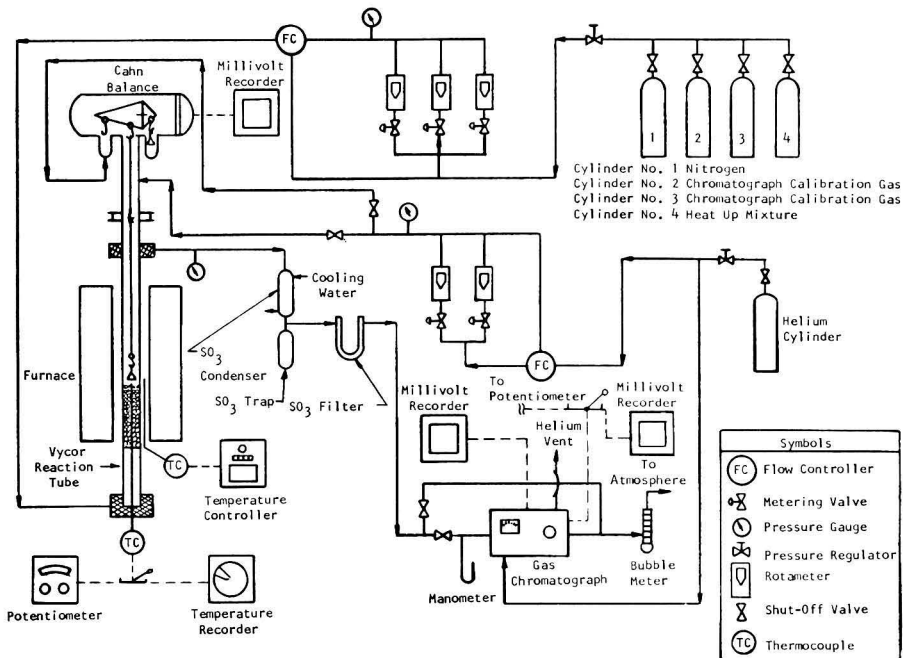 FC
Cahn
Balance
Millivolt
Recorder
1
2
3
4
Cylinder No. 1 Nitrogen
Cylinder No. 2 Chromatograph Calibration Gas
Cylinder No. 3 Chromatograph Calibration Gas
Cylinder No. 4 Heat Up Mixture
Cooling
Water
Helium
Cylinder
Furnace
SO3
Condenser
SO3 Trap
SO3 Filter
FC
To
Potentiometer
Millivolt
Recorder
Millivolt
Recorder
Helium
Vent
To
Atmosphere
Vycor
Reaction
Tube
TC
Temperature
Controller
TC
Potentiometer
Temperature
Recorder
Manometer
Gas
Chromatograph
Bubble
Meter
Symbols
FC Flow Controller
Metering Valve
Pressure Gauge
Pressure Regulator
Rotameter
Shut-Off Valve
TC Thermocouple